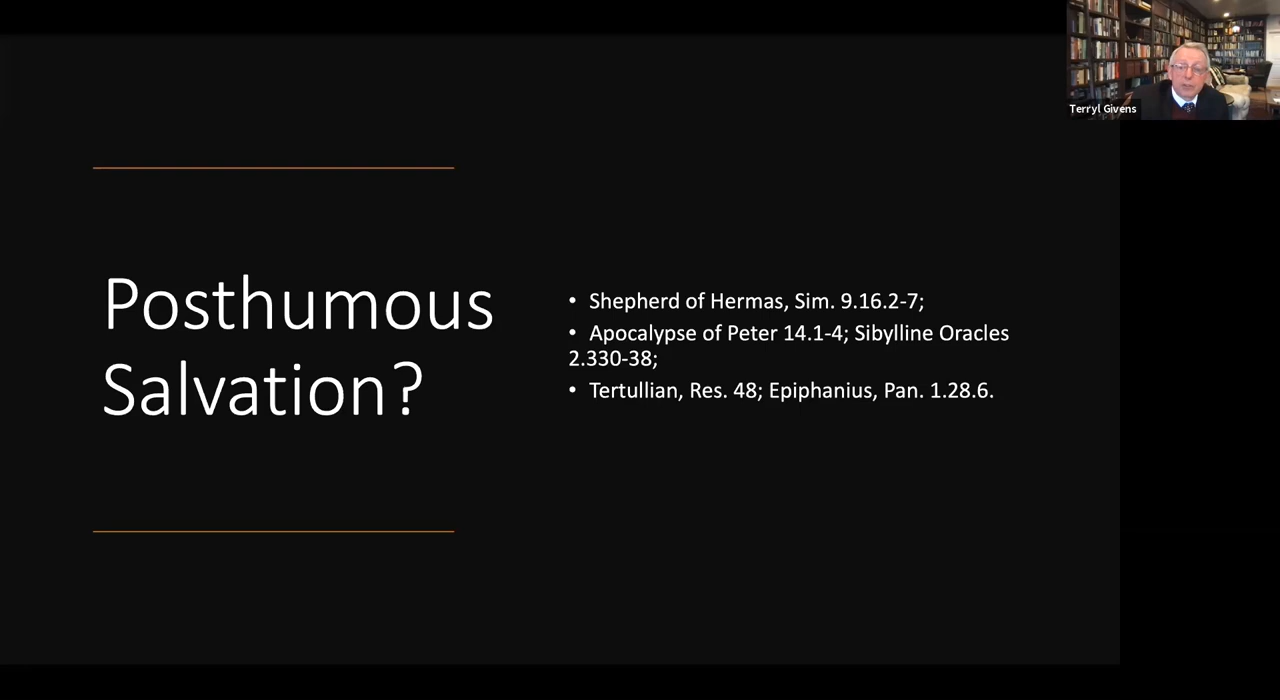 Terryl Givens
Posthumous
Salvation?
• Shepherd of Hermas, Sim. 9.16.2-7;
• Apocalypse of Peter 14.1-4; Sibylline Oracles
2.330-38;
• Tertullian, Res. 48; Epiphanius, Pan. 1.28.6.